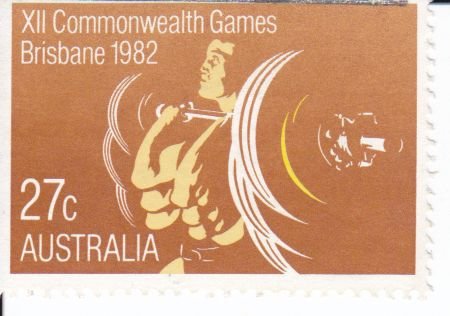 XII Commonwealth Games
Brisbane 1982
27c
AUSTRALIA